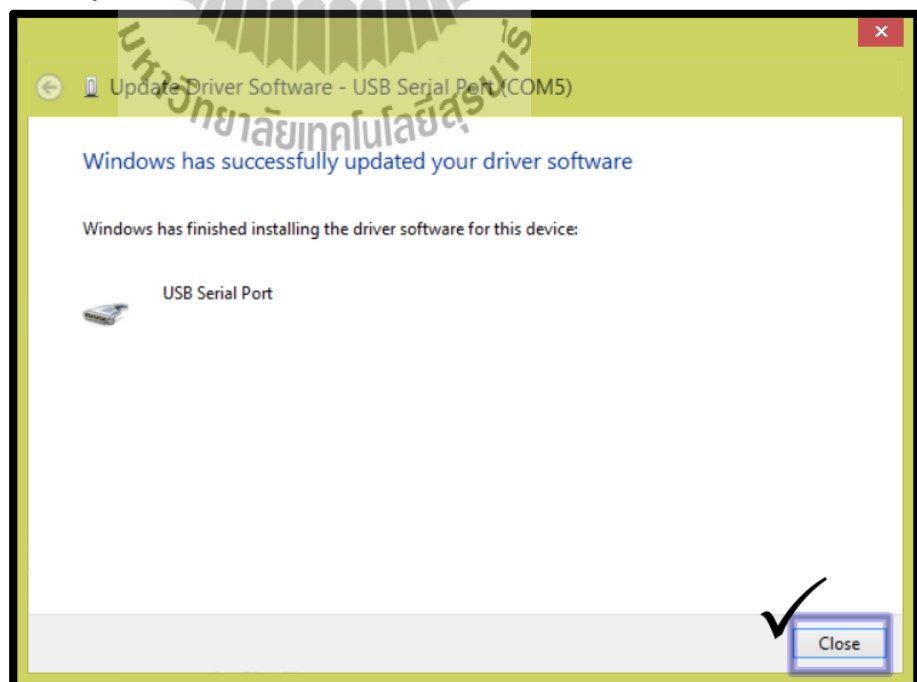 Update Driver Software - USB Serial Port (COM5)
มหาวิทยาลัยเทคโนโลยีสุรนารี
Windows has successfully updated your driver software
Windows has finished installing the driver software for this device:
USB Serial Port
Close